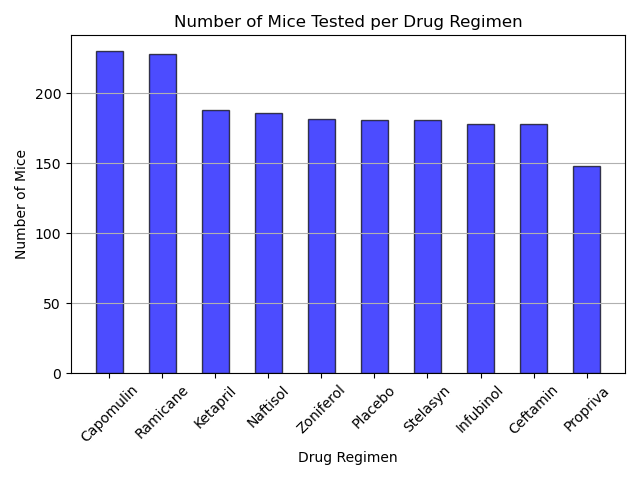 Number of Mice Tested per Drug Regimen
Number of Mice
200
150
100
50
0
Capomulin
Ramicane
Ketapril
Naftisol
Zoniferol
Placebo
Stelasyn
Infubinol
Ceftamin
Propriva
Drug Regimen